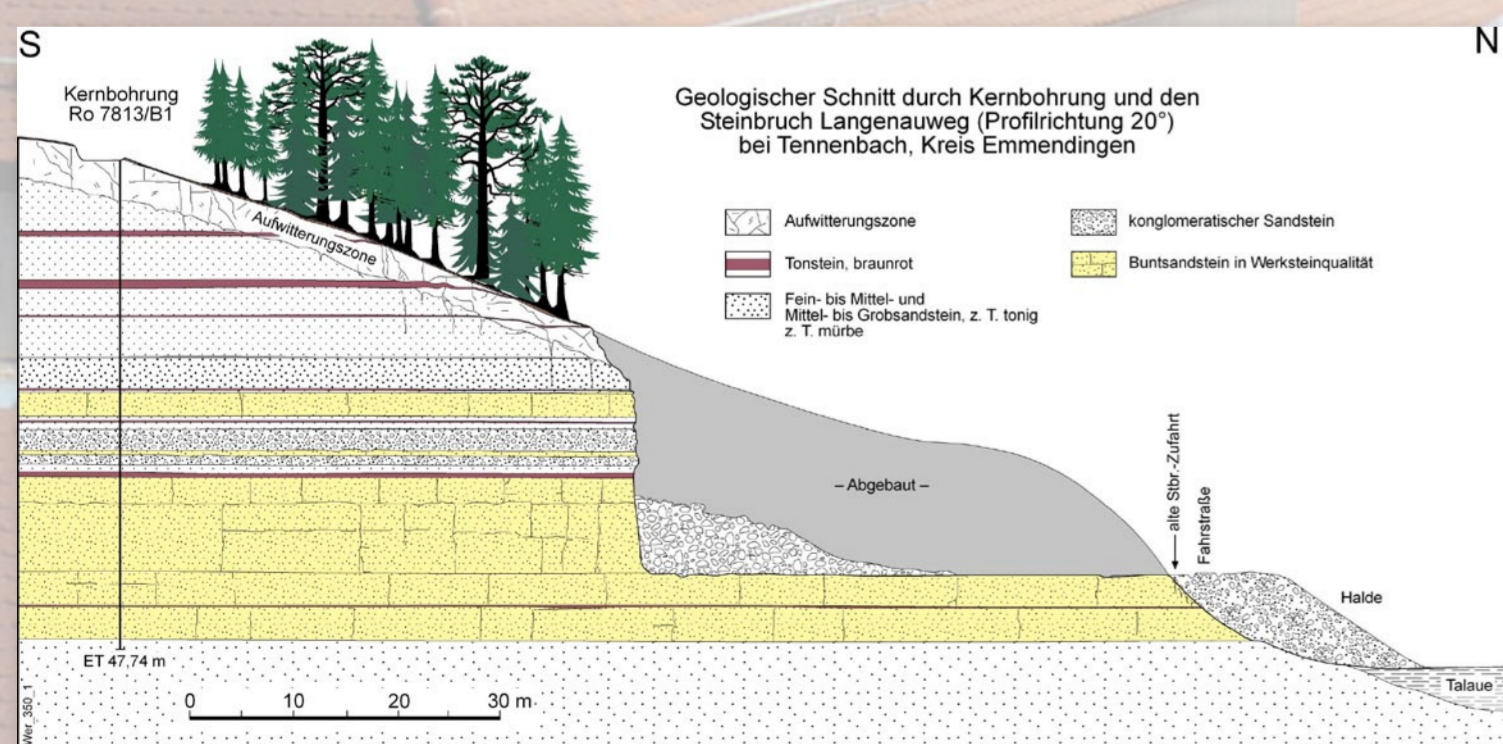 S
N
Kernbohrung
Ro 7813/B1
Geologischer Schnitt durch Kernbohrung und den
Steinbruch Langenauweg (Profilrichtung 20°)
bei Tennenbach, Kreis Emmendingen
Aufwitterungszone
konglomeratischer Sandstein
Tonstein, braunrot
Buntsandstein in Werksteinqualität
Fein- bis Mittel- und
Mittel- bis Grobsandstein, z. T. tonig
z. T. mürbe
Aufwitterungszone
– Abgebaut –
alte Stbr.-Zufahrt
Fahrstraße
Halde
Talaue
ET 47,74 m
0 10 20 30 m
Wer_350_1